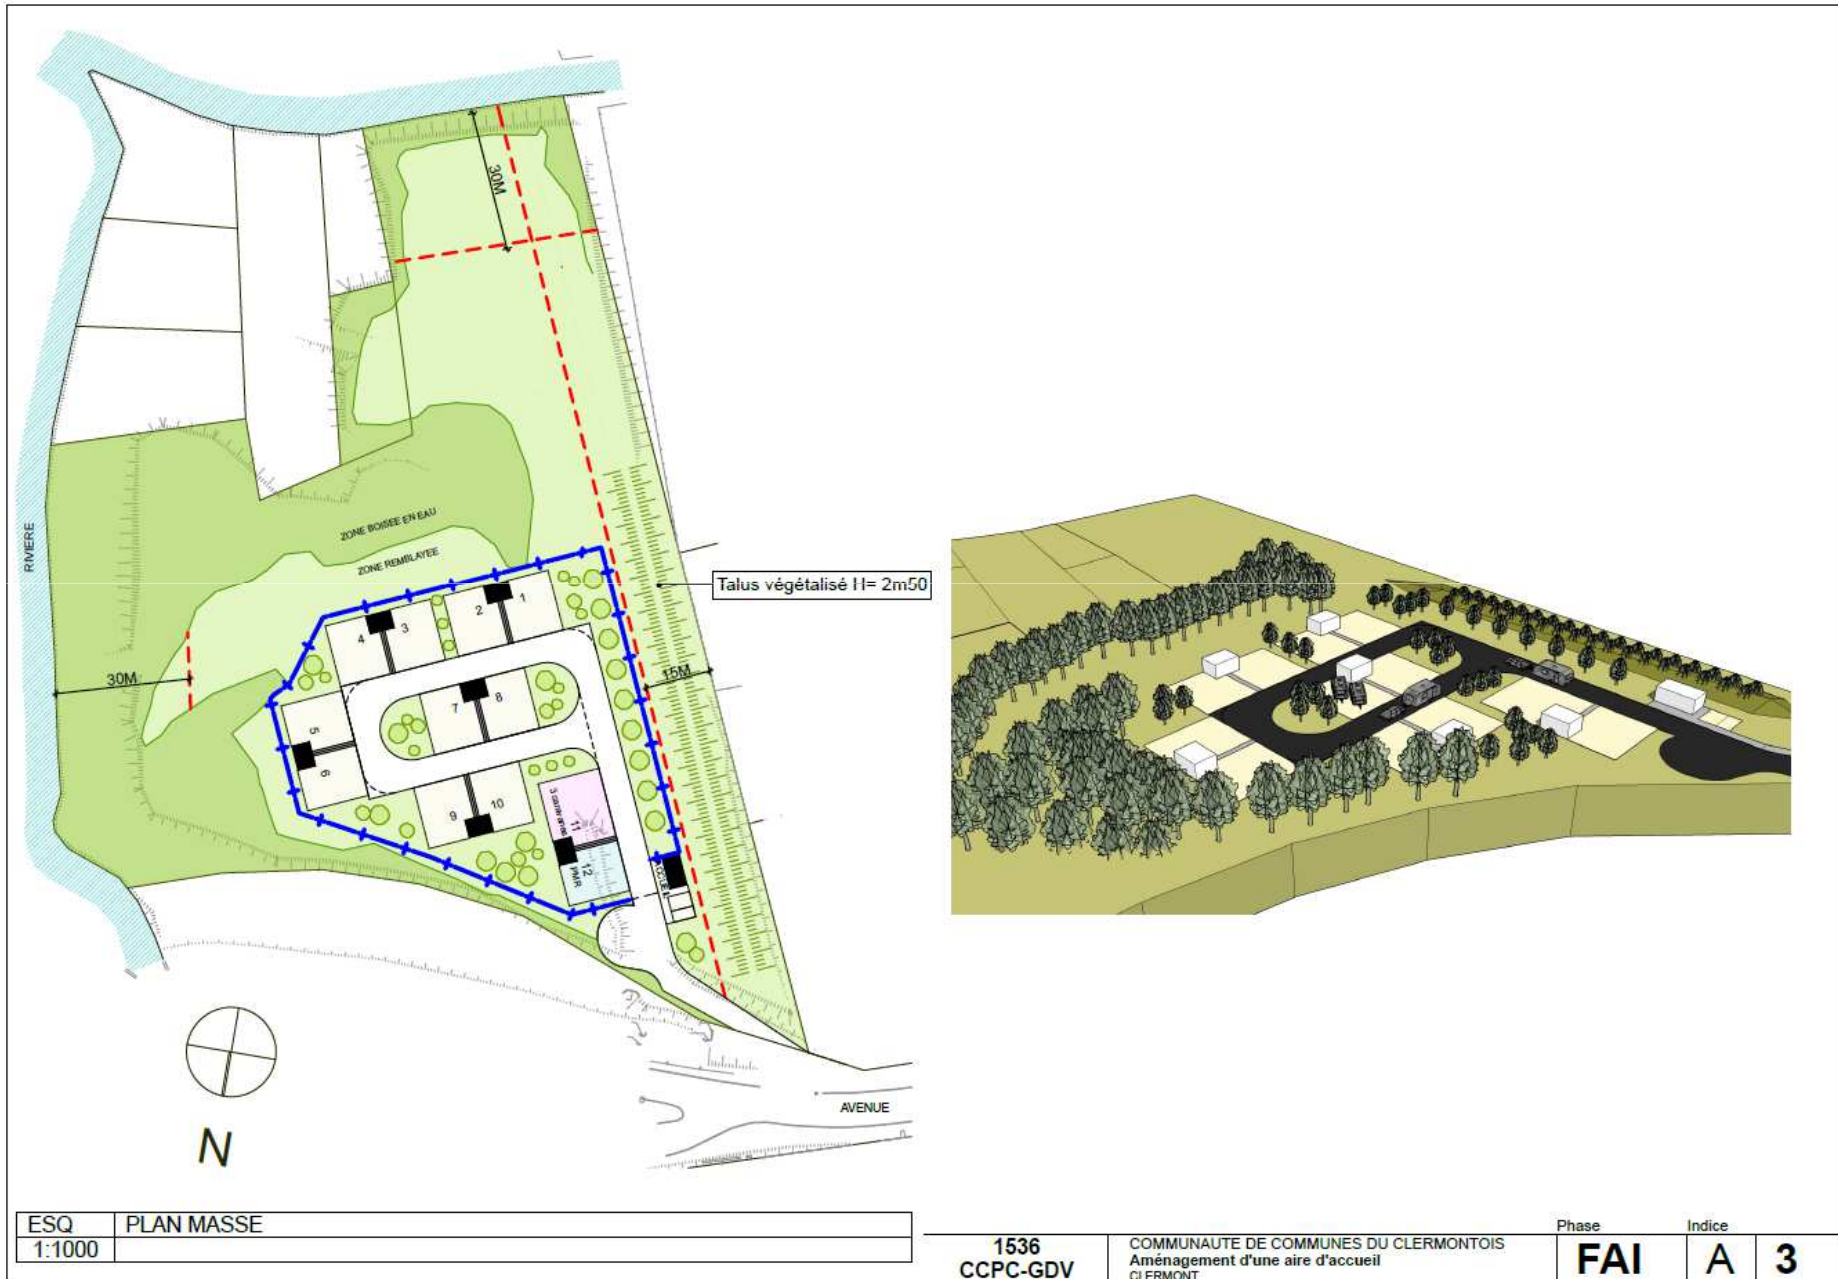 30M
RIVIERE
ZONE BOISEE EN EAU
ZONE REMBLAYEE
Talus végétalisé H= 2m50
1
2
3
4
30M
15M
5
6
7
8
9
10
3 caravanes
11
12
PMR
N
AVENUE
ESQ PLAN MASSE
1:1000
1536
CCPC-GDV
COMMUNAUTE DE COMMUNES DU CLERMONTOIS
Aménagement d'une aire d'accueil
CLERMONT
Phase
FAI
Indice
A
3